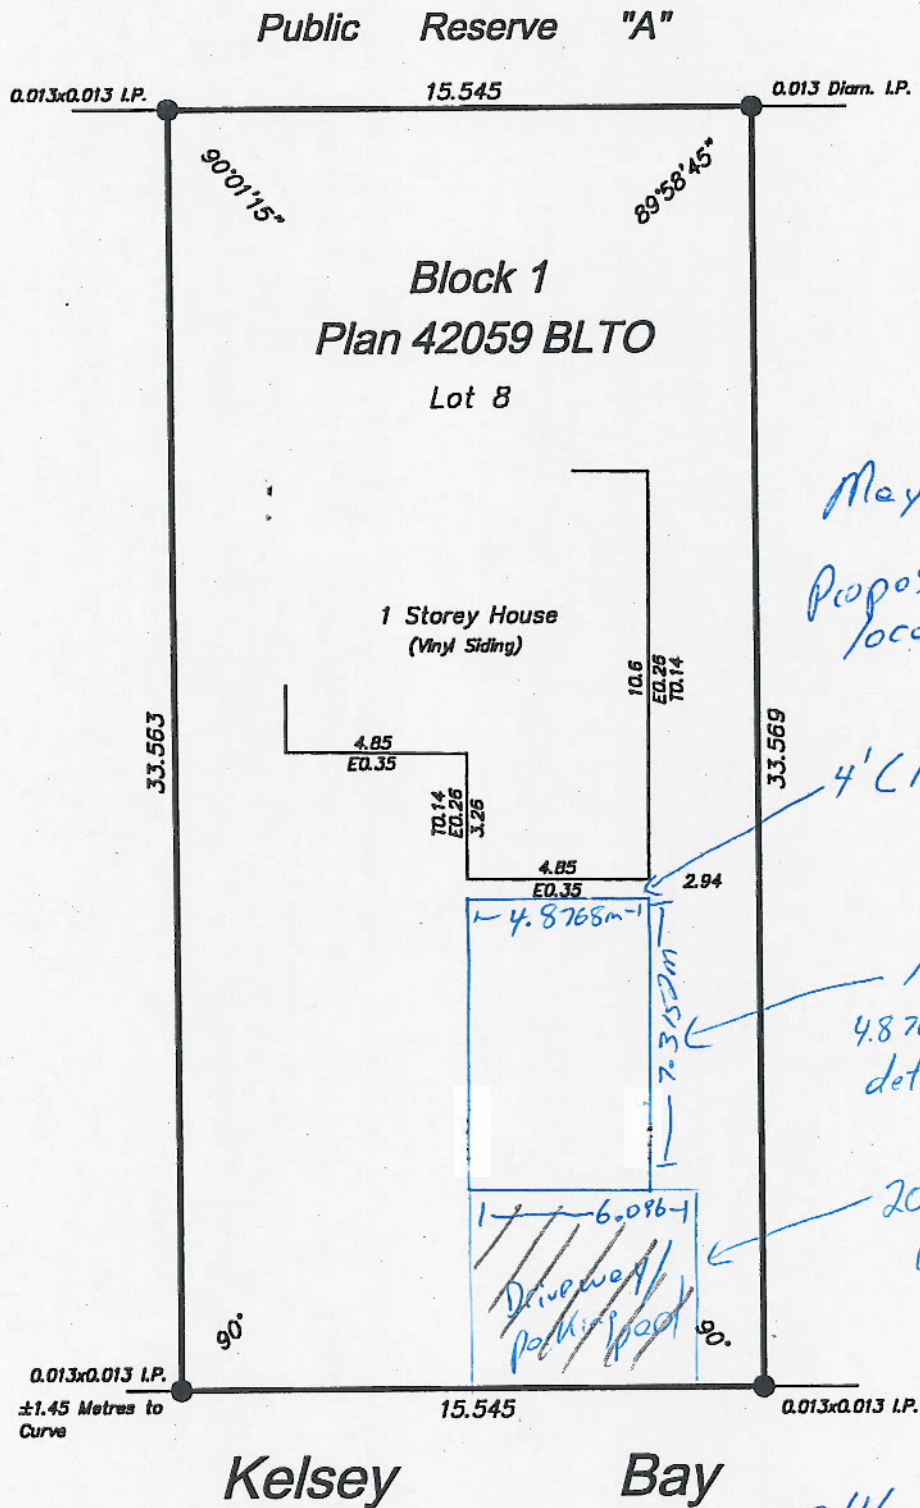 Public Reserve "A"
0.013x0.013 I.P.
15.545
0.013 Diam. I.P.
90°01'15"
89°58'45"
Block 1
Plan 42059 BLTO
Lot 8
May
1 Storey House
(Vinyl Siding)
10.6
E0.26
T0.14
33.563
33.569
4.85
E0.35
T0.14
E0.26
3.26
4' (
4.85
E0.35
2.94
4.8768m
7.3152m
det
6.096
20
Driveway/
parking pad
90°
90°
0.013x0.013 I.P.
±1.45 Metres to
Curve
15.545
0.013x0.013 I.P.
Kelsey Bay